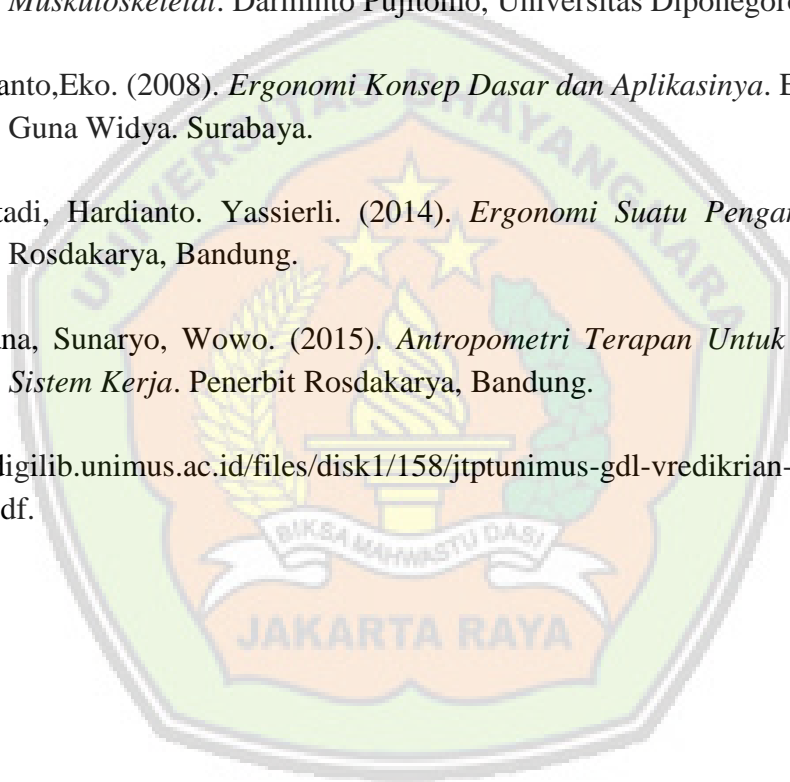 Muskuloskeletal. Darminto Pujitomo, Universitas Diponegoro
anto,Eko. (2008). Ergonomi Konsep Dasar dan Aplikasinya.
Guna Widya. Surabaya.
tadi, Hardianto. Yassierli. (2014). Ergonomi Suatu Pengan
Rosdakarya, Bandung.
ana, Sunaryo, Wowo. (2015). Antropometri Terapan Untuk
Sistem Kerja. Penerbit Rosdakarya, Bandung.
digilib.unimus.ac.id/files/disk1/158/jtptunimus-gdl-vredikrian-
df.
UNIVERSITAS BHAYANGKARA
BIKSA MAHWASTU DASI
JAKARTA RAYA